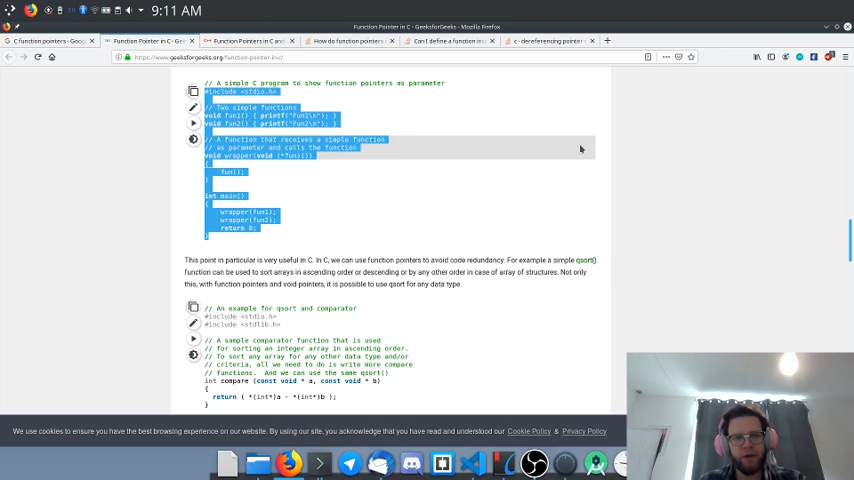 9:11 AM
Function Pointer in C - GeeksforGeeks - Mozilla Firefox
C function pointers - Goog
Function Pointer in C - Gee
Function Pointers in C and
How do function pointers i
Can I define a function ins
c - dereferencing pointer
https://www.geeksforgeeks.org/function-pointer-in-c/
// A simple C program to show function pointers as parameter
#include <stdio.h>
// Two simple functions
void fun1() { printf("Fun1\n"); }
void fun2() { printf("Fun2\n"); }
// A function that receives a simple function
// as parameter and calls the function
void wrapper(void (*fun)())
{
fun();
}
int main()
{
wrapper(fun1);
wrapper(fun2);
return 0;
}
This point in particular is very useful in C. In C, we can use function pointers to avoid code redundancy. For example a simple qsort()
function can be used to sort arrays in ascending order or descending or by any other order in case of array of structures. Not only
this, with function pointers and void pointers, it is possible to use qsort for any data type.
// An example for qsort and comparator
#include <stdio.h>
#include <stdlib.h>
// A sample comparator function that is used
// for sorting an integer array in ascending order.
// To sort any array for any other data type and/or
// criteria, all we need to do is write more compare
// functions. And we can use the same qsort()
int compare (const void * a, const void * b)
{
return ( *(int*)a - *(int*)b );
}
We use cookies to ensure you have the best browsing experience on our website. By using our site, you acknowledge that you have read and understood our Cookie Policy & Privacy Policy